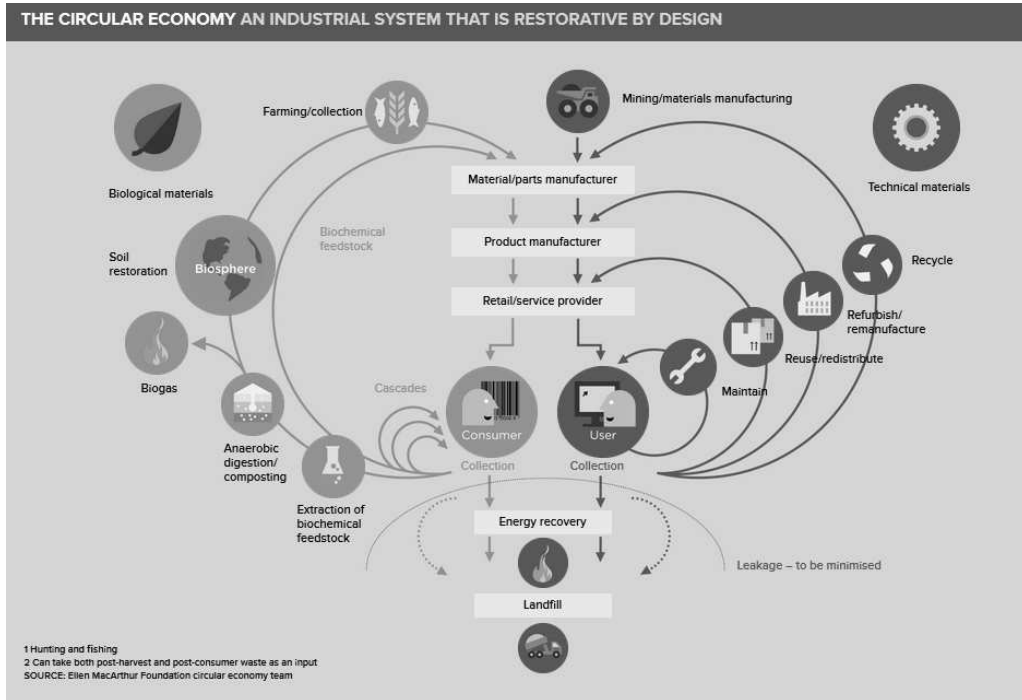 THE CIRCULAR ECONOMY AN INDUSTRIAL SYSTEM THAT IS RESTORATIVE BY DESIGN
Farming/collection
Mining/materials manufacturing
Biological materials
Technical materials
Material/parts manufacturer
Biochemical
feedstock
Product manufacturer
Soil
restoration
Biosphere
Recycle
Retail/service provider
Refurbish/
remanufacture
Reuse/redistribute
Biogas
Cascades
Maintain
Consumer
User
Anaerobic
digestion/
composting
Collection
Collection
Extraction of
biochemical
feedstock
Energy recovery
Leakage – to be minimised
Landfill
1 Hunting and fishing
2 Can take both post-harvest and post-consumer waste as an input
SOURCE: Ellen MacArthur Foundation circular economy team